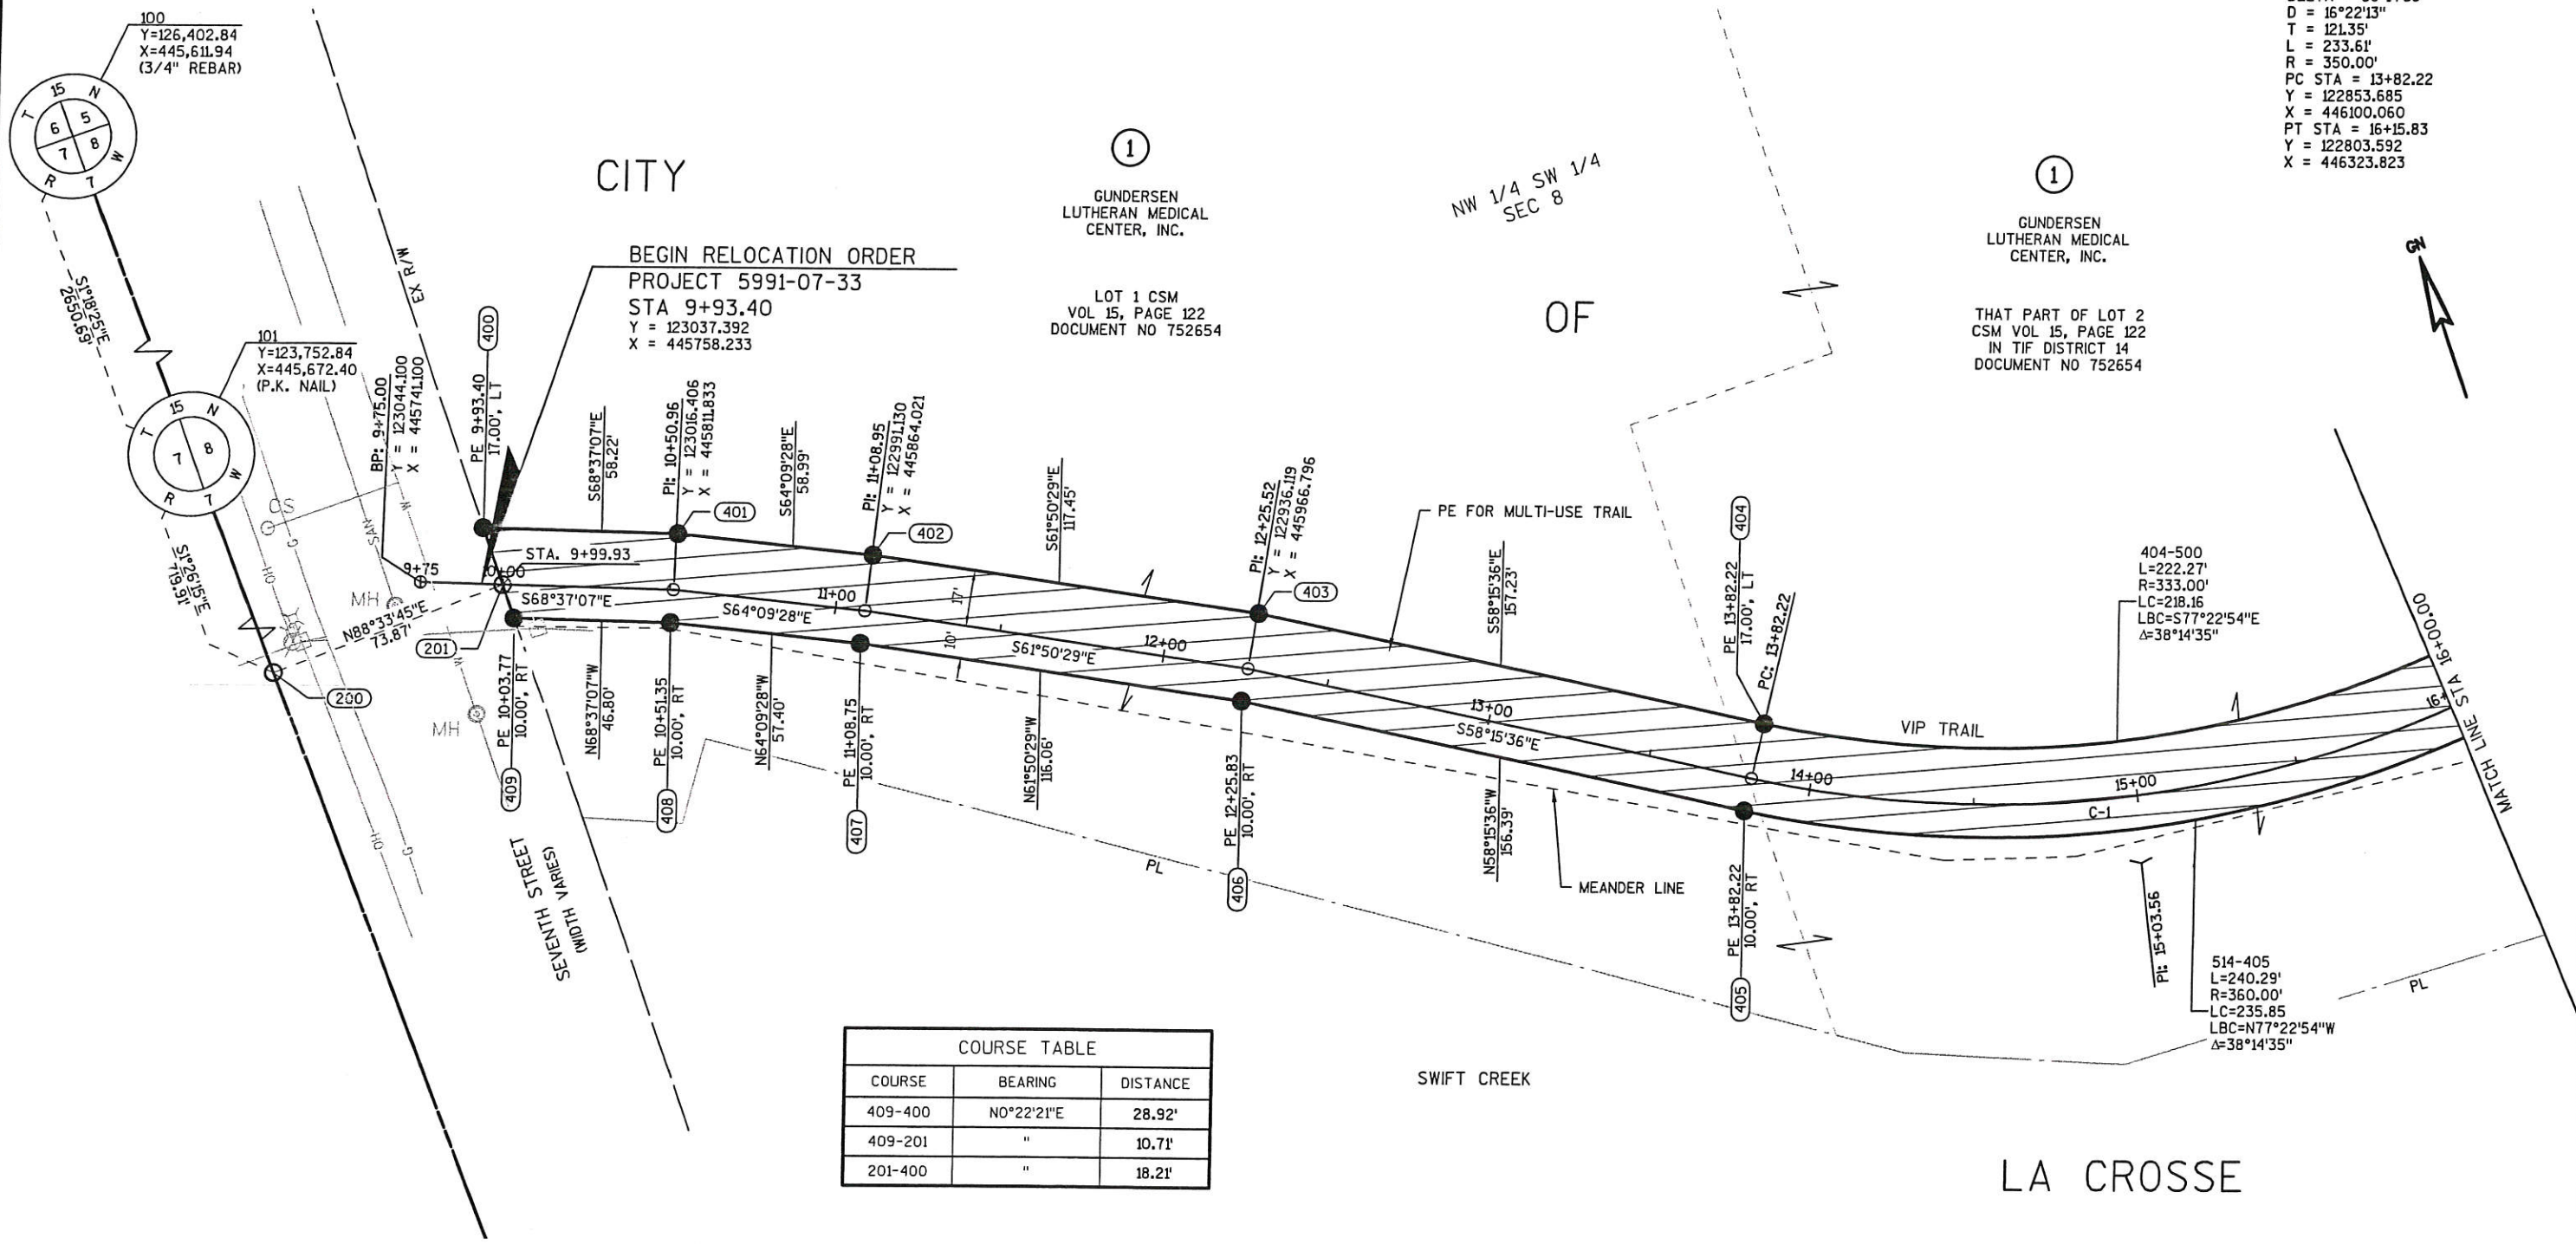 100
Y=126,402.84
X=445,611.94
(3/4" REBAR)
T 15 N
6 5
7 8
R 7 W
S1°18'25"E
2650.69'
101
Y=123,752.84
X=445,672.40
(P.K. NAIL)
T 15 N
7 8
R 7 W
S1°26'15"E
719.91'
N88°33'45"E
73.87'
200
201
CS
G
OH
SAN
W
MH
W
MH
OH
G
EX R/W
BP: 9+75.00
Y = 123044.100
X = 445741.100
9+75
10+00
CITY
BEGIN RELOCATION ORDER
PROJECT 5991-07-33
STA 9+93.40
Y = 123037.392
X = 445758.233
400
PE 9+93.40
17.00', LT
STA. 9+99.93
S68°37'07"E
58.22'
PI: 10+50.96
Y = 123016.406
X = 445811.833
401
S64°09'28"E
58.99'
PI: 11+08.95
Y = 122991.130
X = 445864.021
402
S61°50'29"E
117.45'
PI: 12+25.52
Y = 122936.119
X = 445966.796
403
PE FOR MULTI-USE TRAIL
S58°15'36"E
157.23'
404
PE 13+82.22
17.00', LT
PC: 13+82.22
S68°37'07"E
S64°09'28"E
11+00
17'
10'
S61°50'29"E
12+00
13+00
S58°15'36"E
14+00
VIP TRAIL
15+00
C-1
16+
MATCH LINE STA 16+00.00
1
GUNDERSEN
LUTHERAN MEDICAL
CENTER, INC.
LOT 1 CSM
VOL 15, PAGE 122
DOCUMENT NO 752654
NW 1/4 SW 1/4
SEC 8
OF
1
GUNDERSEN
LUTHERAN MEDICAL
CENTER, INC.
THAT PART OF LOT 2
CSM VOL 15, PAGE 122
IN TIF DISTRICT 14
DOCUMENT NO 752654
D = 16°22'13"
T = 121.35'
L = 233.61'
R = 350.00'
PC STA = 13+82.22
Y = 122853.685
X = 446100.060
PT STA = 16+15.83
Y = 122803.592
X = 446323.823
GN
404-500
L=222.27'
R=333.00'
LC=218.16
LBC=S77°22'54"E
Δ=38°14'35"
PE 10+03.77
10.00', RT
409
N68°37'07"W
46.80'
PE 10+51.35
10.00', RT
408
N64°09'28"W
57.40'
PE 11+08.75
10.00', RT
407
N61°50'29"W
116.06'
PE 12+25.83
10.00', RT
406
N58°15'36"W
156.39'
MEANDER LINE
PE 13+82.22
10.00', RT
405
PL
PI: 15+03.56
514-405
L=240.29'
R=360.00'
LC=235.85
LBC=N77°22'54"W
Δ=38°14'35"
PL
SEVENTH STREET
(WIDTH VARIES)
COURSE TABLE
COURSE BEARING DISTANCE
409-400 N0°22'21"E 28.92'
409-201 " 10.71'
201-400 " 18.21'
SWIFT CREEK
LA CROSSE